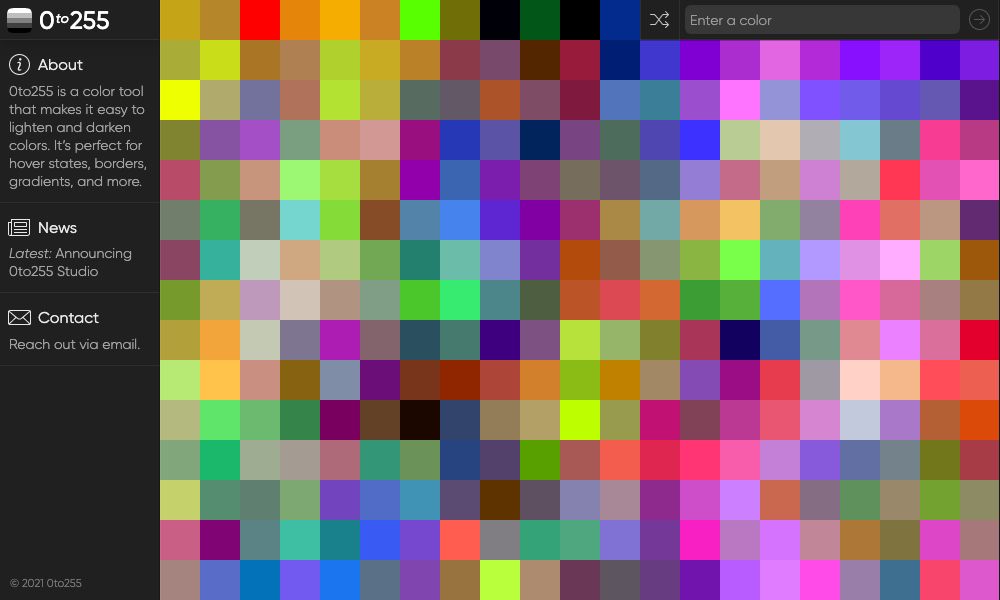 0to255
Enter a color
About
0to255 is a color tool
that makes it easy to
lighten and darken
colors. It’s perfect for
hover states, borders,
gradients, and more.
News
Latest: Announcing
0to255 Studio
Contact
Reach out via email.
© 2021 0to255